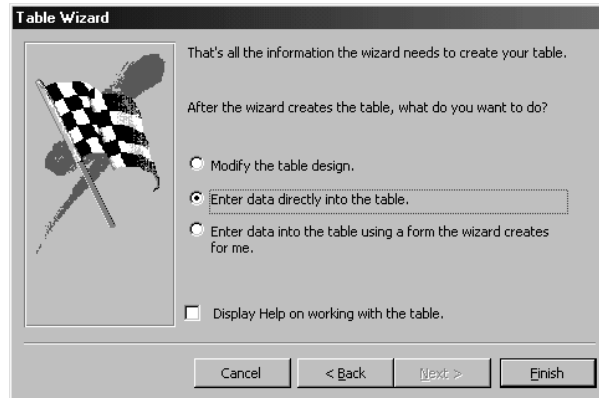 Table Wizard
That's all the information the wizard needs to create your table.
After the wizard creates the table, what do you want to do?
Modify the table design.
Enter data directly into the table.
Enter data into the table using a form the wizard creates
for me.
Display Help on working with the table.
Cancel < Back Next > Finish